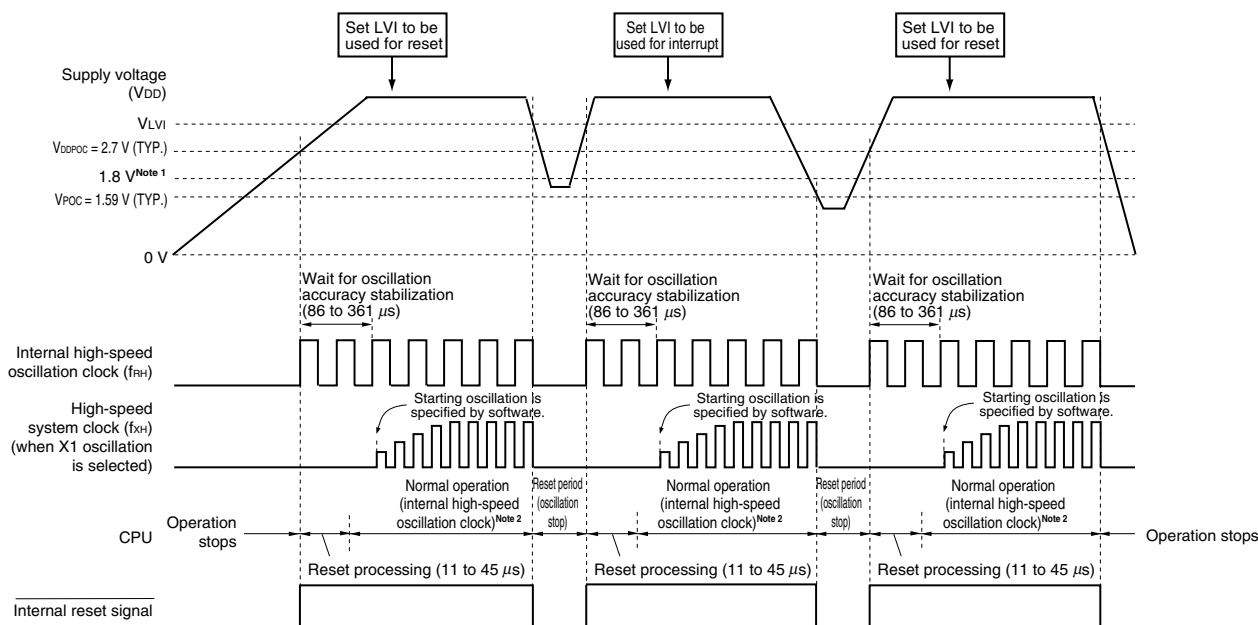 Set LVI to be
used for reset
Set LVI to be
used for interrupt
Set LVI to be
used for reset
Supply voltage
(VDD)
VLVI
VDDPOC = 2.7 V (TYP.)
1.8 V Note 1
VPOC = 1.59 V (TYP.)
0 V
Wait for oscillation
accuracy stabilization
(86 to 361 μs)
Wait for oscillation
accuracy stabilization
(86 to 361 μs)
Wait for oscillation
accuracy stabilization
(86 to 361 μs)
Internal high-speed
oscillation clock (fRH)
High-speed
system clock (fXH)
(when X1 oscillation
is selected)
Starting oscillation is
specified by software.
Starting oscillation is
specified by software.
Starting oscillation is
specified by software.
CPU
Operation
stops
Normal operation
(internal high-speed
oscillation clock)Note 2
Reset period
(oscillation
stop)
Normal operation
(internal high-speed
oscillation clock)Note 2
Reset period
(oscillation
stop)
Normal operation
(internal high-speed
oscillation clock)Note 2
Operation stops
Reset processing (11 to 45 μs)
Reset processing (11 to 45 μs)
Reset processing (11 to 45 μs)
Internal reset signal